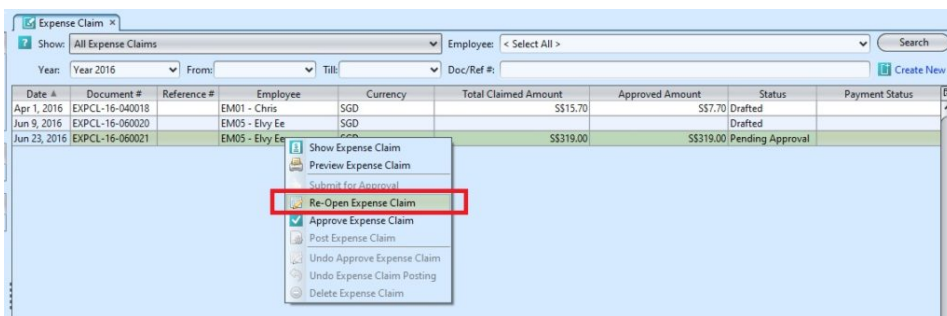 Expense Claim ×
? Show: All Expense Claims Employee: < Select All > Search
Year: Year 2016 From: Till: Doc/Ref #: Create New
Date Document # Reference # Employee Currency Total Claimed Amount Approved Amount Status Payment Status
Apr 1, 2016 EXPCL-16-040018 EM01 - Chris SGD S$15.70 S$7.70 Drafted
Jun 9, 2016 EXPCL-16-060020 EM05 - Elvy Ee SGD Drafted
Jun 23, 2016 EXPCL-16-060021 EM05 - Elvy Ee SGD S$319.00 S$319.00 Pending Approval
Show Expense Claim
Preview Expense Claim
Submit for Approval
Re-Open Expense Claim
Approve Expense Claim
Post Expense Claim
Undo Approve Expense Claim
Undo Expense Claim Posting
Delete Expense Claim